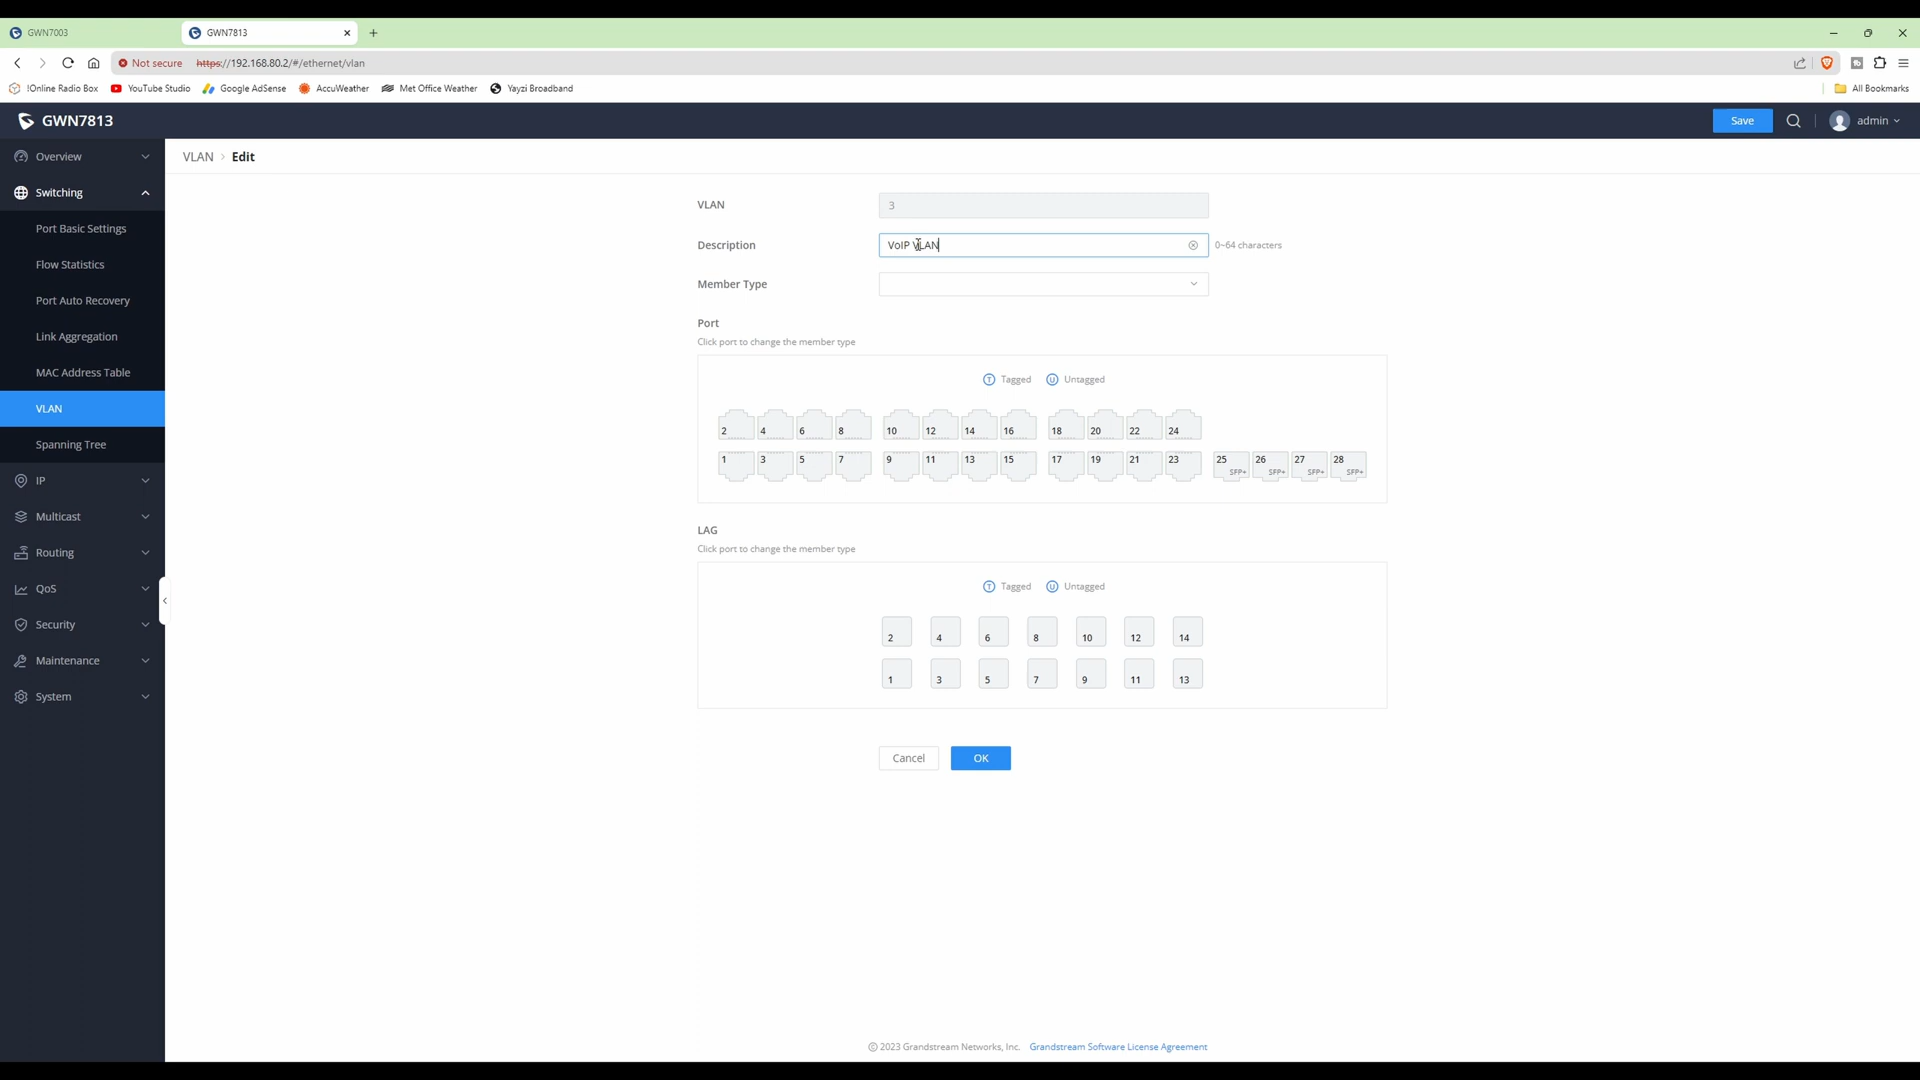 GWN7003
GWN7813
Not secure https://192.168.80.2/#/ethernet/vlan
!Online Radio Box YouTube Studio Google AdSense AccuWeather Met Office Weather Yayzi Broadband All Bookmarks
GWN7813 Save admin
Overview
Switching
Port Basic Settings
Flow Statistics
Port Auto Recovery
Link Aggregation
MAC Address Table
VLAN
Spanning Tree
IP
Multicast
Routing
QoS
Security
Maintenance
System
VLAN > Edit
VLAN 3
Description VoIP VLAN 0~64 characters
Member Type
Port
Click port to change the member type
T Tagged U Untagged
2 4 6 8 10 12 14 16 18 20 22 24
1 3 5 7 9 11 13 15 17 19 21 23 25 26 27 28
SFP+ SFP+ SFP+ SFP+
LAG
Click port to change the member type
T Tagged U Untagged
2 4 6 8 10 12 14
1 3 5 7 9 11 13
Cancel OK
© 2023 Grandstream Networks, Inc. Grandstream Software License Agreement